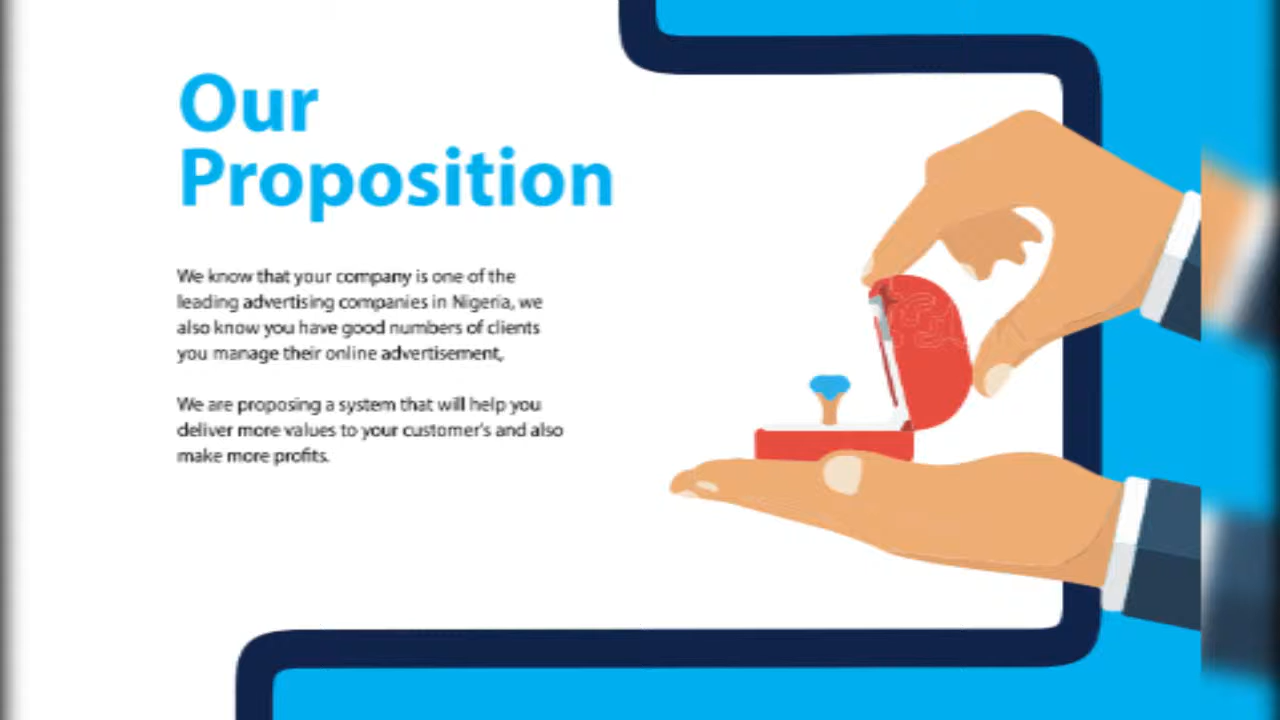 Our
Proposition
We know that your company is one of the
leading advertising companies in Nigeria, we
also know you have good numbers of clients
you manage their online advertisement,
We are proposing a system that will help you
deliver more values to your customer's and also
make more profits.